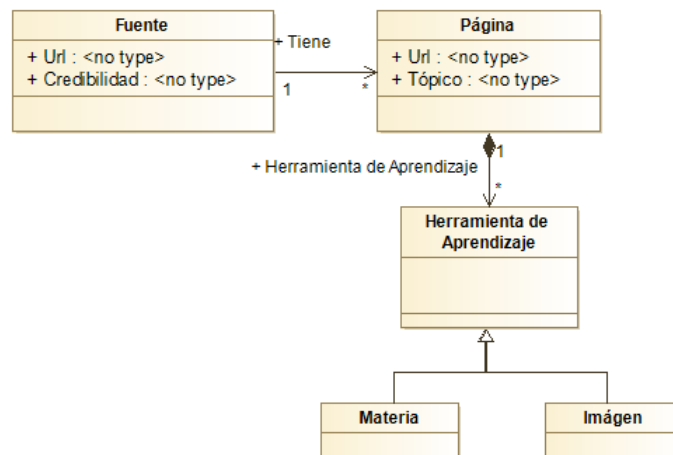 Fuente
+ Url : <no type>
+ Credibilidad : <no type>
+ Tiene
1
*
Página
+ Url : <no type>
+ Tópico : <no type>
1
+ Herramienta de Aprendizaje
*
Herramienta de
Aprendizaje
Materia
Imágen